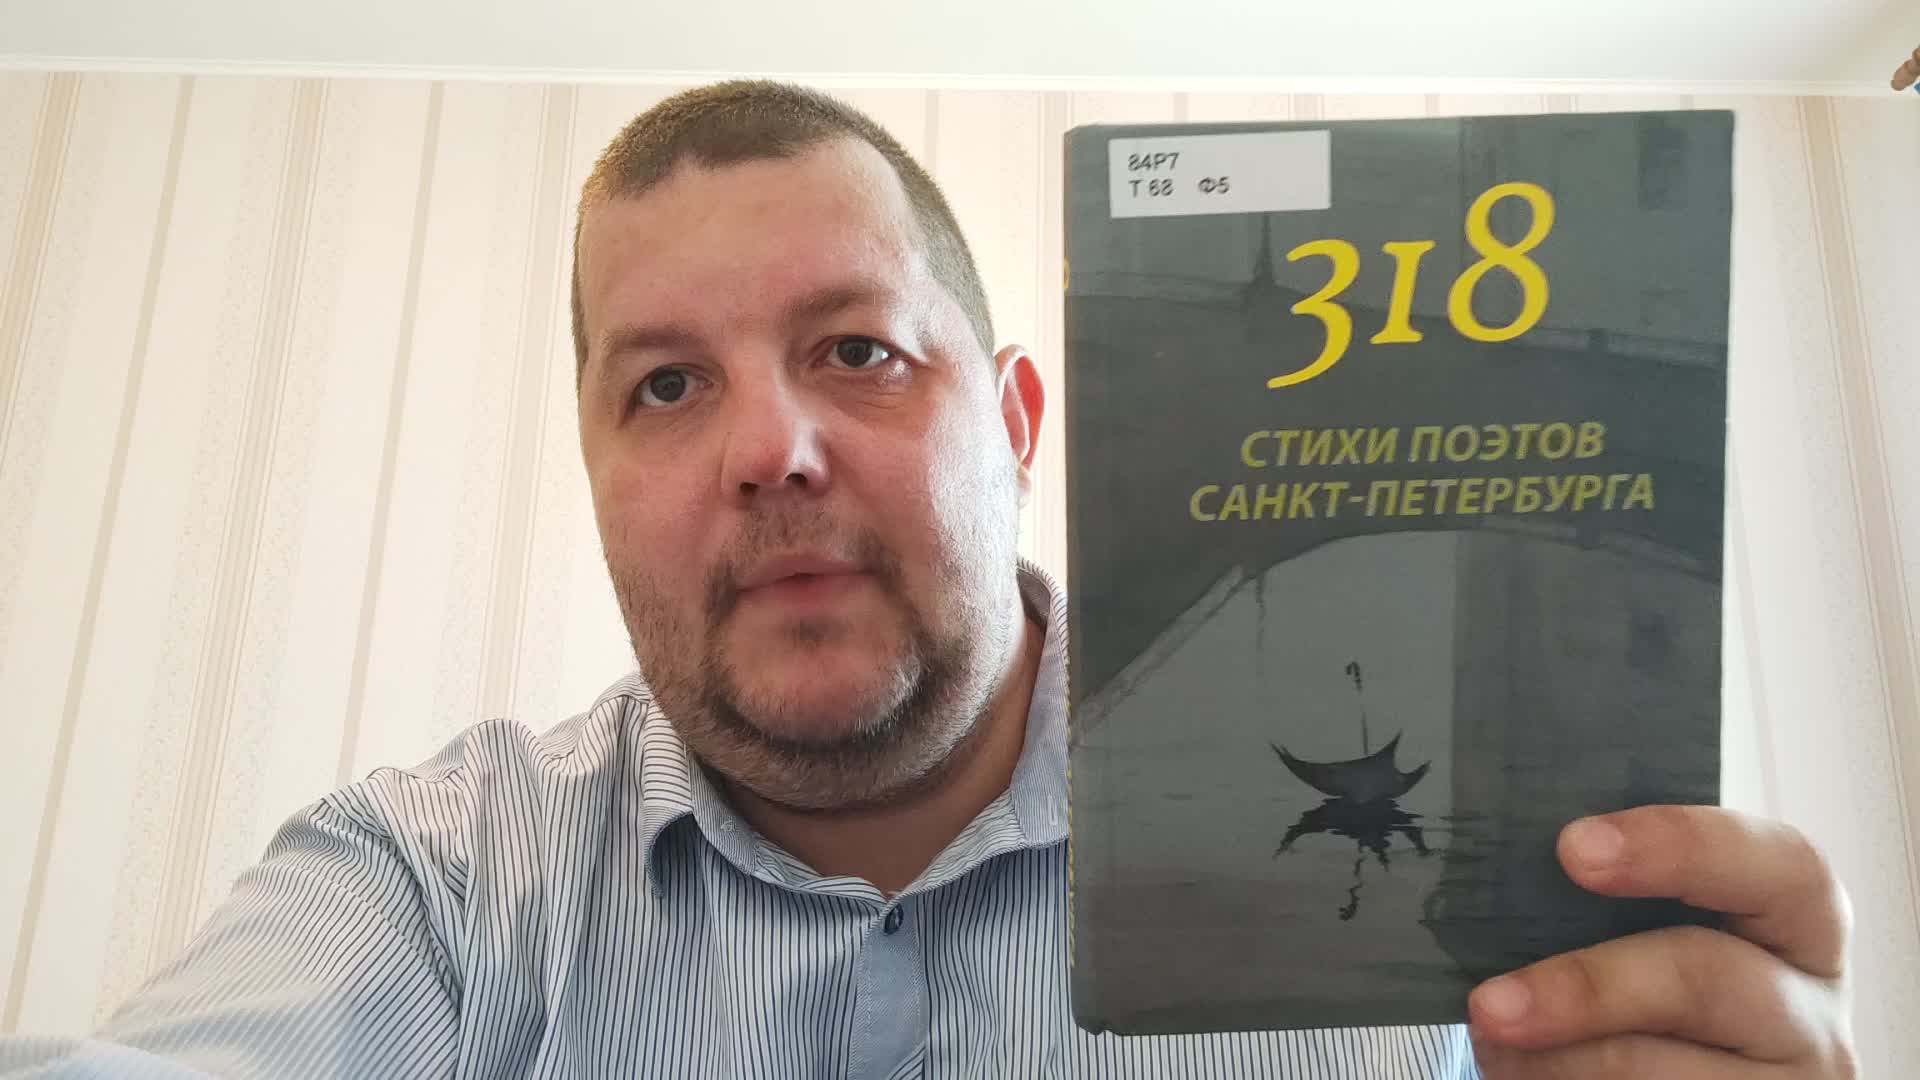 84Р7
Т 68 Ф5
318
СТИХИ ПОЭТОВ
САНКТ-ПЕТЕРБУРГА